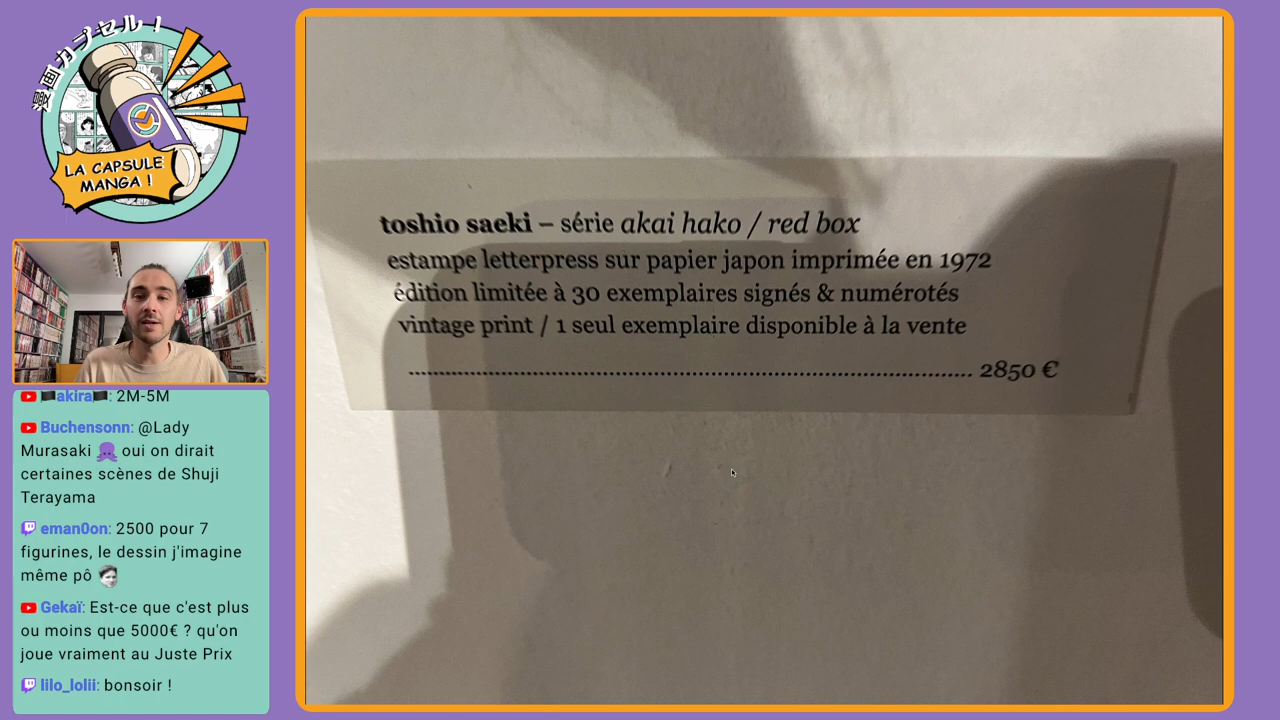 漫画カプセル！
LA CAPSULE
MANGA !
toshio saeki – série akai hako / red box
estampe letterpress sur papier japon imprimée en 1972
édition limitée à 30 exemplaires signés & numérotés
vintage print / 1 seul exemplaire disponible à la vente
.......................................................................................... 2850 €
akira: 2M-5M
Buchensonn: @Lady
Murasaki oui on dirait
certaines scènes de Shuji
Terayama
eman0on: 2500 pour 7
figurines, le dessin j'imagine
même pô
Gekaï: Est-ce que c'est plus
ou moins que 5000€ ? qu'on
joue vraiment au Juste Prix
lilo_lolii: bonsoir !